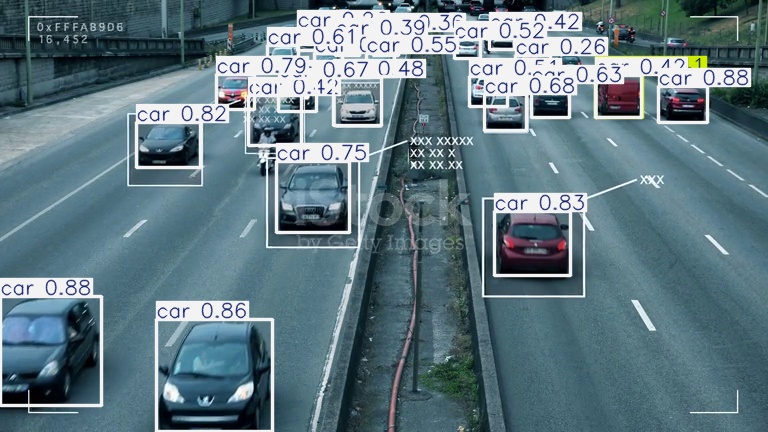 0xFFFAB9D6
16,452
car 0.42
0.39
0.36
car 0.52
car 0.61
0.55
car 0.26
car 0.79
0.67
0.48
car 0.42
0.63
car 0.42
1
car 0.88
car 0.68
car 0.82
XXX XXXXX
XX XX X
XX XX.XX
car 0.75
XXX
car 0.83
iStock
by Getty Images
car 0.88
car 0.86